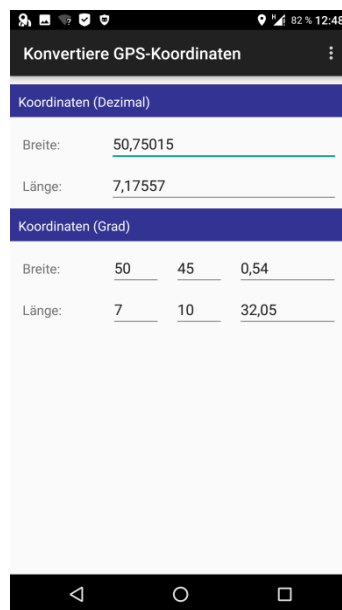 82 % 12:48
Konvertiere GPS-Koordinaten
Koordinaten (Dezimal)
Breite: 50,75015
Länge: 7,17557
Koordinaten (Grad)
Breite: 50 45 0,54
Länge: 7 10 32,05